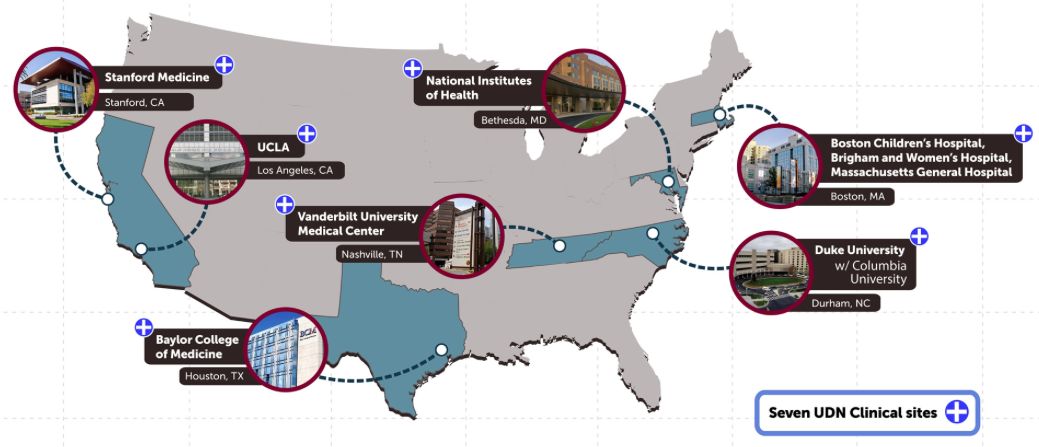 Stanford Medicine
Stanford, CA
National Institutes
of Health
Bethesda, MD
UCLA
Los Angeles, CA
Boston Children's Hospital,
Brigham and Women's Hospital,
Massachusetts General Hospital
Boston, MA
Vanderbilt University
Medical Center
Nashville, TN
Duke University
w/ Columbia
University
Durham, NC
Baylor College
of Medicine
Houston, TX
Seven UDN Clinical sites